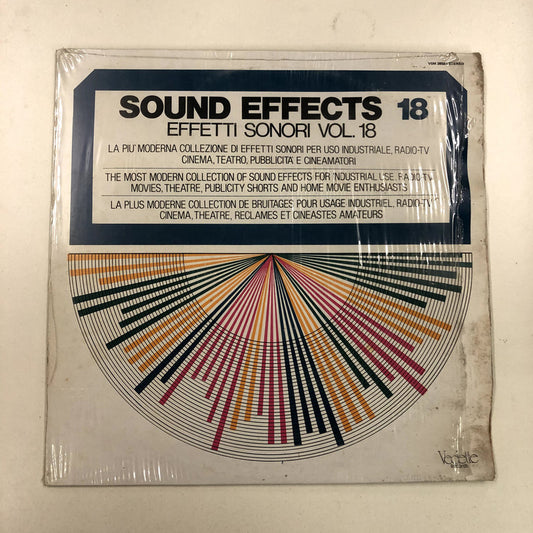 STEREO
SOUND EFFECTS 18
EFFETTI SONORI VOL. 18
LA PIU' MODERNA COLLEZIONE DI EFFETTI SONORI PER USO INDUSTRIALE, RADIO-TV
CINEMA, TEATRO, PUBBLICITA' E CINEAMATORI
THE MOST MODERN COLLECTION OF SOUND EFFECTS FOR INDUSTRIAL USE, RADIO-TV
MOVIES, THEATRE, PUBLICITY SHORTS AND HOME MOVIE ENTHUSIASTS
LA PLUS MODERNE COLLECTION DE BRUITAGES POUR USAGE INDUSTRIEL, RADIO-TV
CINEMA, THEATRE, RECLAMES ET CINEASTES AMATEURS
Vedette
RECORDS